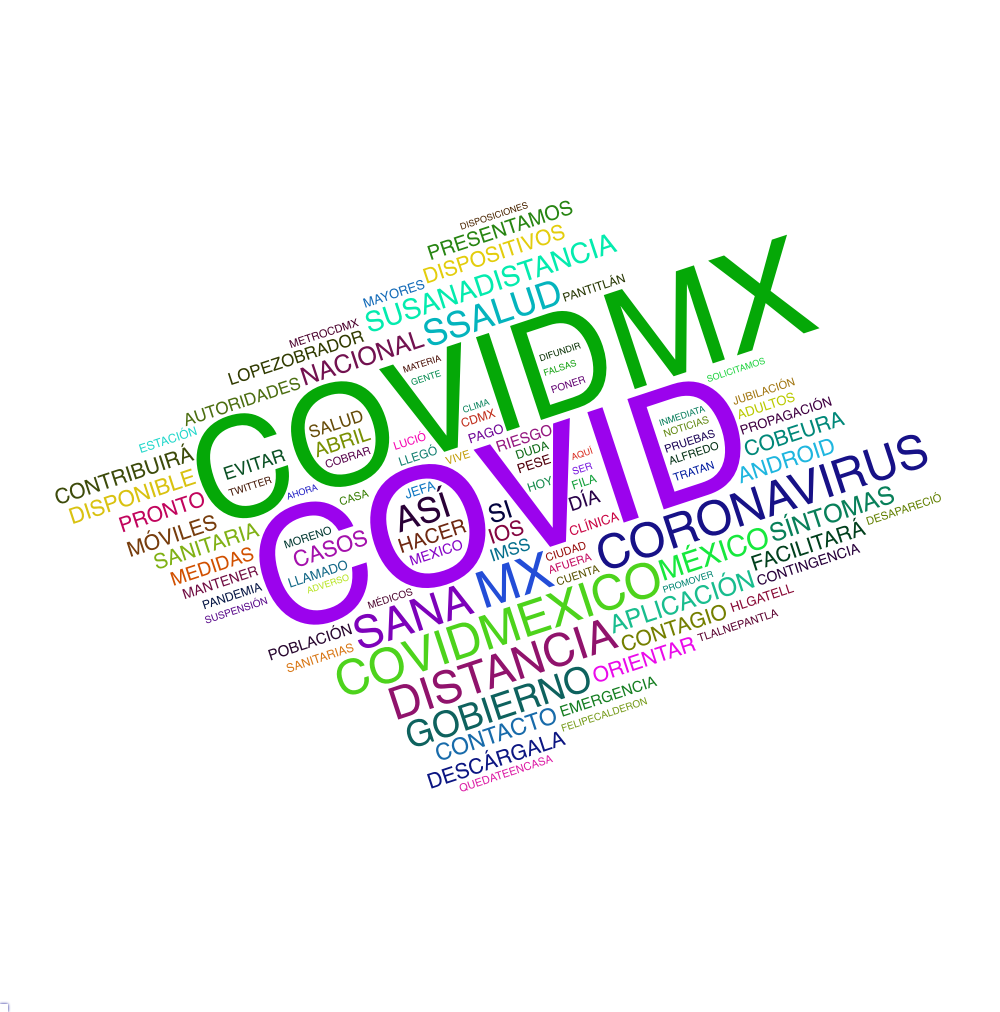 DISPOSICIONES
PRESENTAMOS
DISPOSITIVOS
SUSANADISTANCIA
MAYORES
SSALUD
PANTITLÁN
METROCDMX
NACIONAL
LOPEZOBRADOR
AUTORIDADES
COVIDMX
MATERIA
GENTE
DIFUNDIR
FALSAS
PONER
SOLICITAMOS
ESTACIÓN
CONTRIBUIRÁ
DISPONIBLE
PRONTO
MÓVILES
SANITARIA
MEDIDAS
MANTENER
PANDEMIA
SUSPENSIÓN
EVITAR
TWITTER
SALUD
ABRIL
COBRAR
LUCIÓ
LLEGÓ
CLIMA
CDMX
PAGO
VIVE
RIESGO
DUDA
PESE
HOY
AQUÍ
SER
FILA
DÍA
INMEDIATA
NOTICIAS
PRUEBAS
ALFREDO
TRATAN
JUBILACIÓN
ADULTOS
PROPAGACIÓN
COBEURA
ANDROID
COVID
AHORA
CASA
JEFA
ASÍ
HACER
MEXICO
SI
IOS
IMSS
MORENO
CASOS
LLAMADO
ADVERSO
MÉDICOS
CLÍNICA
CIUDAD
AFUERA
CUENTA
CORONAVIRUS
SÍNTOMAS
DESAPARECIÓ
FACILITARÁ
CONTINGENCIA
MÉXICO
PROMOVER
APLICACIÓN
HLGATELL
TLALNEPANTLA
CONTAGIO
ORIENTAR
MX
SANA
POBLACIÓN
SANITARIAS
COVIDMEXICO
DISTANCIA
GOBIERNO
CONTACTO
EMERGENCIA
FELIPECALDERON
DESCÁRGALA
QUEDATEENCASA